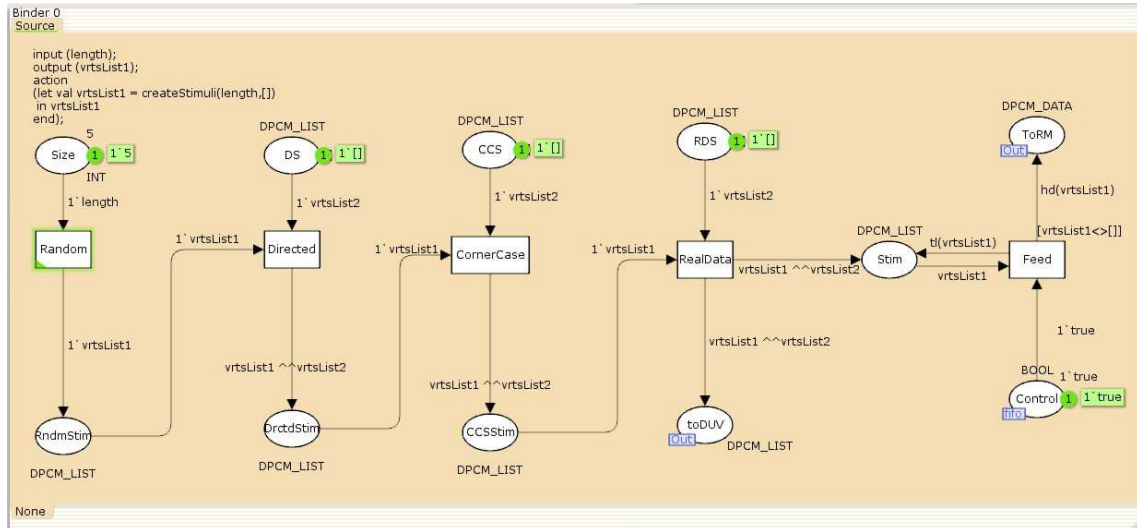 Binder 0
Source
input (length);
output (vrtsList1);
action
(let val vrtsList1 = createStimuli(length,[])
in vrtsList1
end);
5
Size
1
1`5
INT
1`length
Random
1`vrtsList1
RndmStim
DPCM_LIST
1`vrtsList1
DPCM_LIST
DS
1
1`[]
1`vrtsList2
Directed
vrtsList1 ^^vrtsList2
DrctdStim
DPCM_LIST
1`vrtsList1
DPCM_LIST
CCS
1
1`[]
1`vrtsList2
CornerCase
vrtsList1 ^^vrtsList2
CCSStim
DPCM_LIST
1`vrtsList1
DPCM_LIST
RDS
1
1`[]
1`vrtsList2
RealData
vrtsList1 ^^vrtsList2
vrtsList1 ^^vrtsList2
toDUV
Out
DPCM_LIST
DPCM_LIST
Stim
tl(vrtsList1)
vrtsList1
DPCM_DATA
ToRM
Out
hd(vrtsList1)
[vrtsList1<>[]]
Feed
1`true
BOOL
1`true
Control
1
1`true
fifo
None